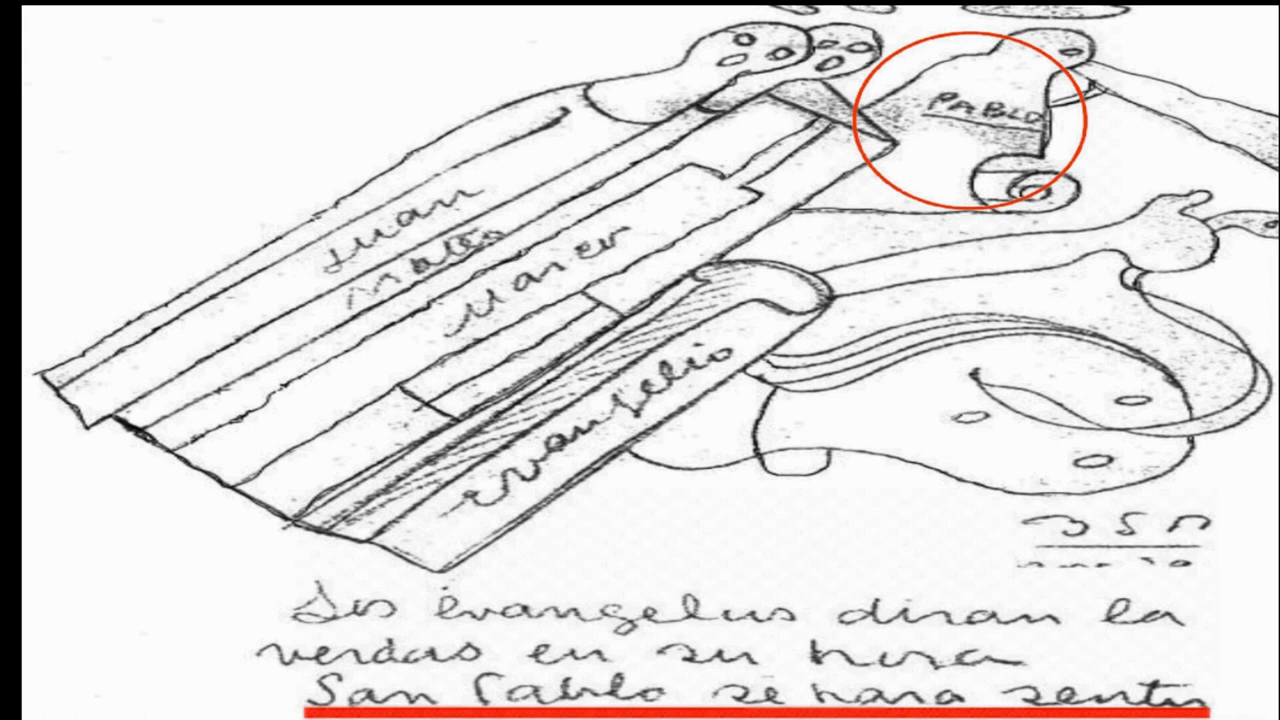 PABLO
Juan
Mateo
Marco
evangelio
Los evangelios diran la
verdad en su hora
San Pablo se hara sentir